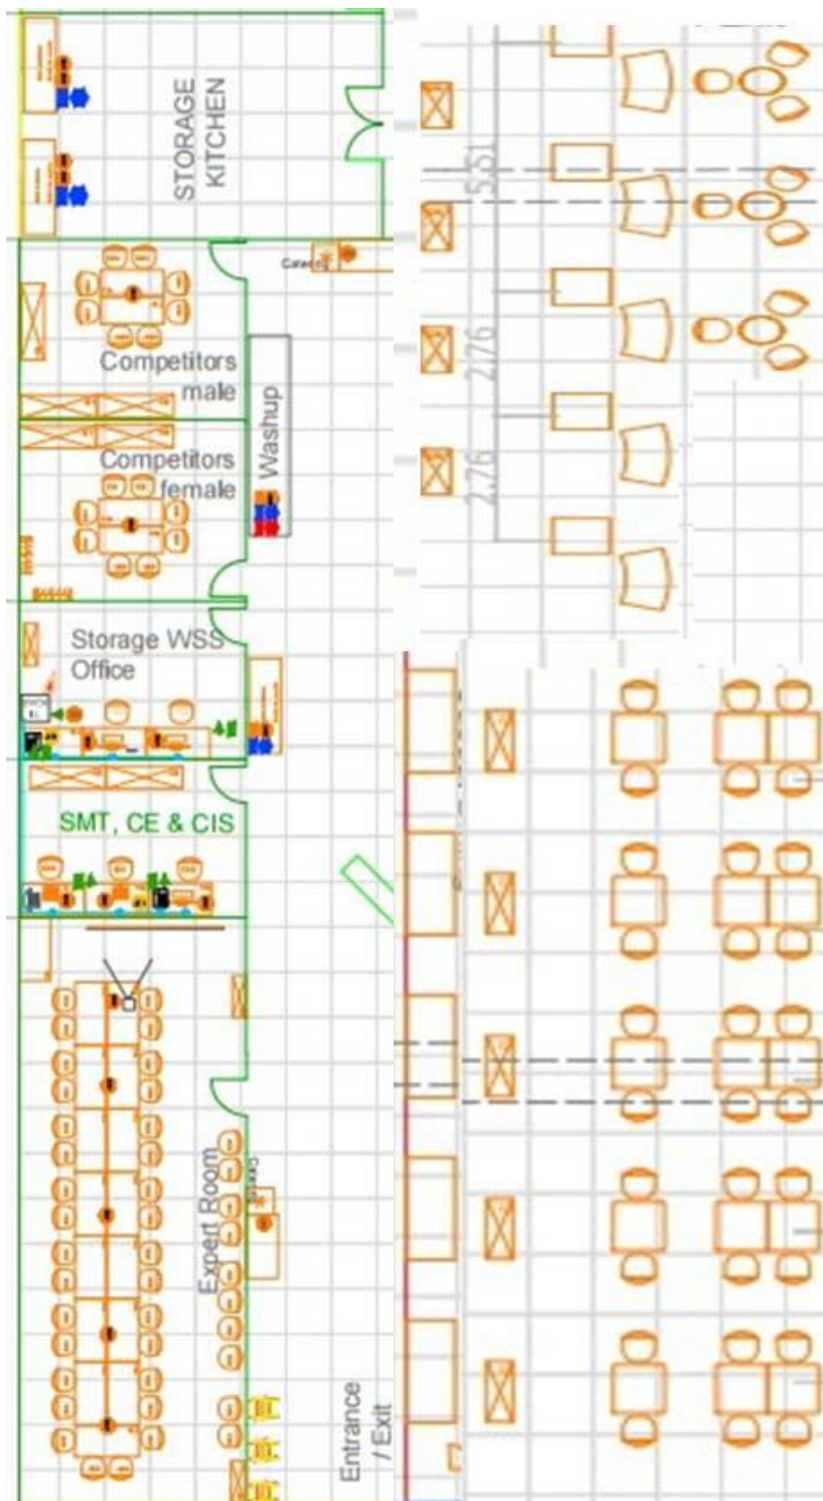 STORAGE
KITCHEN
Competitors
male
Competitors
female
Washup
Storage WSS
Office
SMT, CE & CIS
Expert Room
Entrance
/ Exit
5.51
2.76
2.76